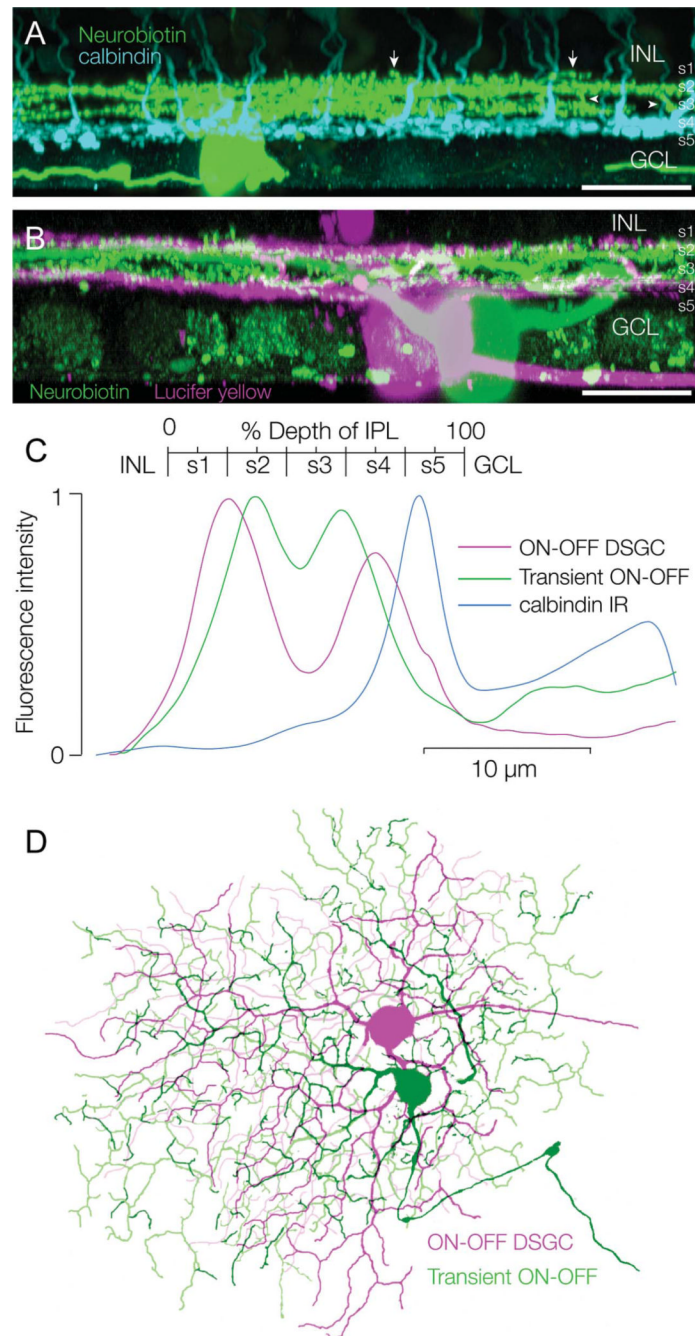 A
Neurobiotin
calbindin
INL
s1
s2
s3
s4
s5
GCL
B
INL
s1
s2
s3
s4
s5
GCL
Neurobiotin
Lucifer yellow
C
0 % Depth of IPL 100
INL s1 s2 s3 s4 s5 GCL
1
ON-OFF DSGC
Transient ON-OFF
calbindin IR
Fluorescence intensity
0
10 μm
D
ON-OFF DSGC
Transient ON-OFF